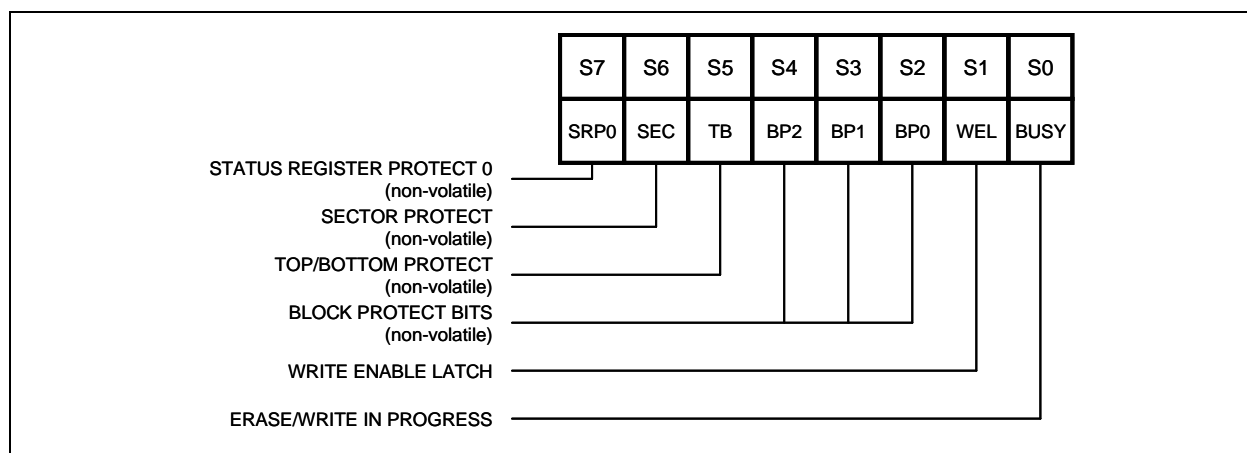 S7 S6 S5 S4 S3 S2 S1 S0
SRP0 SEC TB BP2 BP1 BP0 WEL BUSY
STATUS REGISTER PROTECT 0
(non-volatile)
SECTOR PROTECT
(non-volatile)
TOP/BOTTOM PROTECT
(non-volatile)
BLOCK PROTECT BITS
(non-volatile)
WRITE ENABLE LATCH
ERASE/WRITE IN PROGRESS